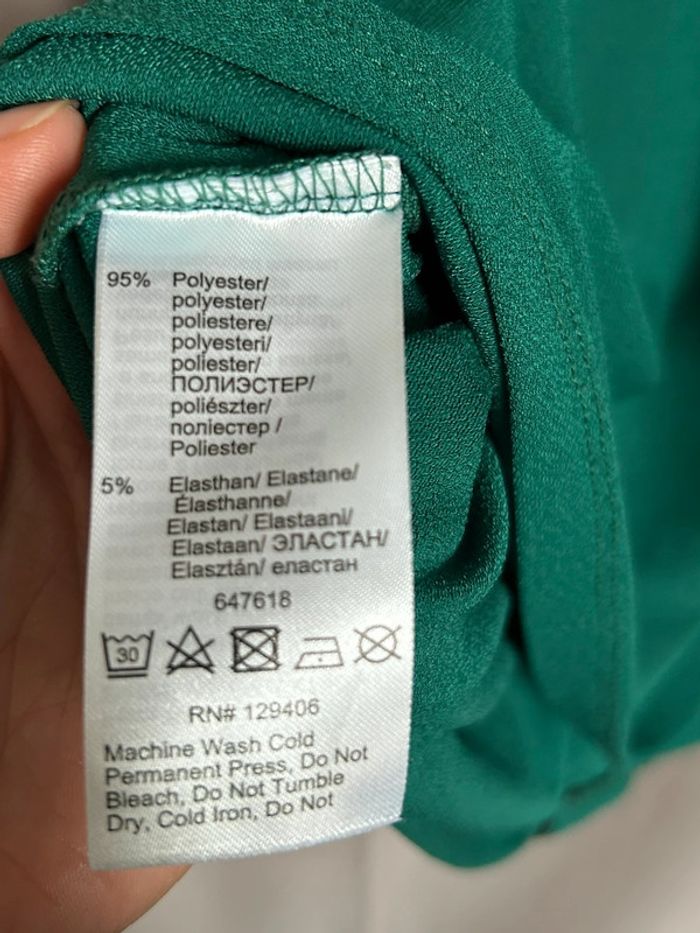 95% Polyester/
polyester/
poliestere/
polyesteri/
poliester/
ПОЛИЭСТЕР/
poliészter/
полиестер /
Poliester
5% Elasthan/ Elastane/
Élasthanne/
Elastan/ Elastaani/
Elastaan/ ЭЛАСТАН/
Elasztán/ еластан
647618
30
RN# 129406
Machine Wash Cold
Permanent Press, Do Not
Bleach, Do Not Tumble
Dry, Cold Iron, Do Not